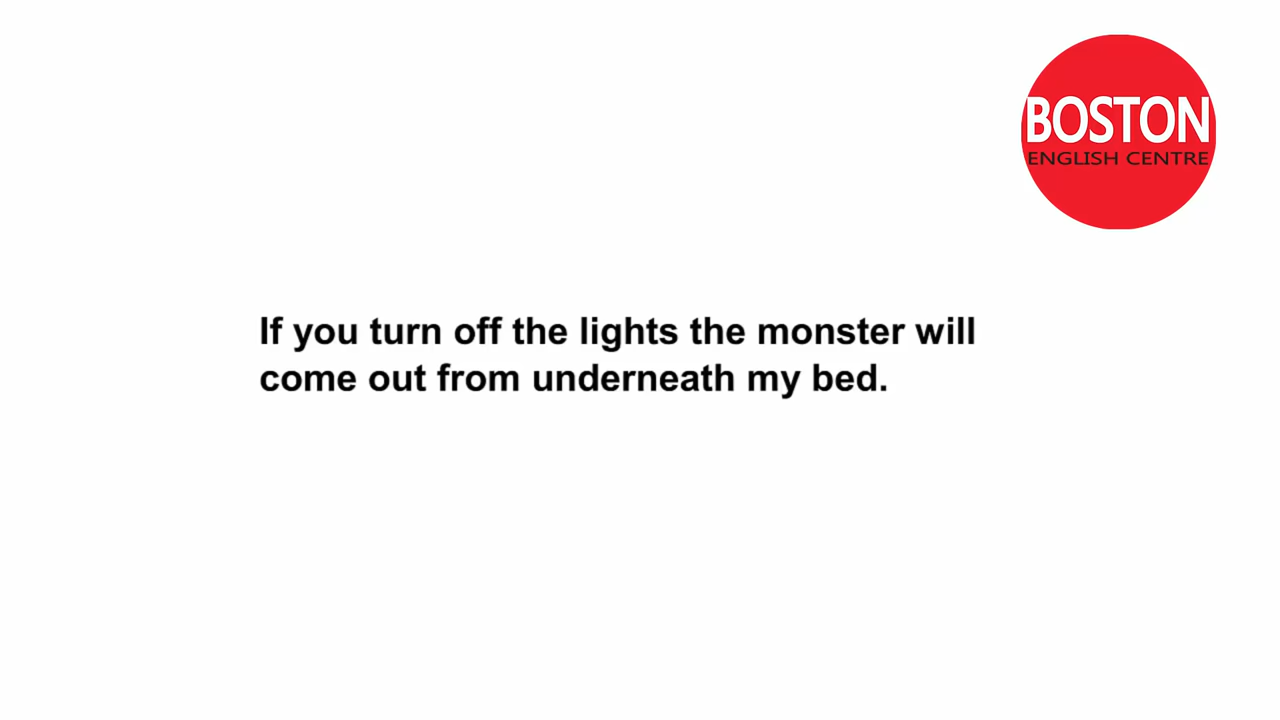 BOSTON
ENGLISH CENTRE
If you turn off the lights the monster will
come out from underneath my bed.